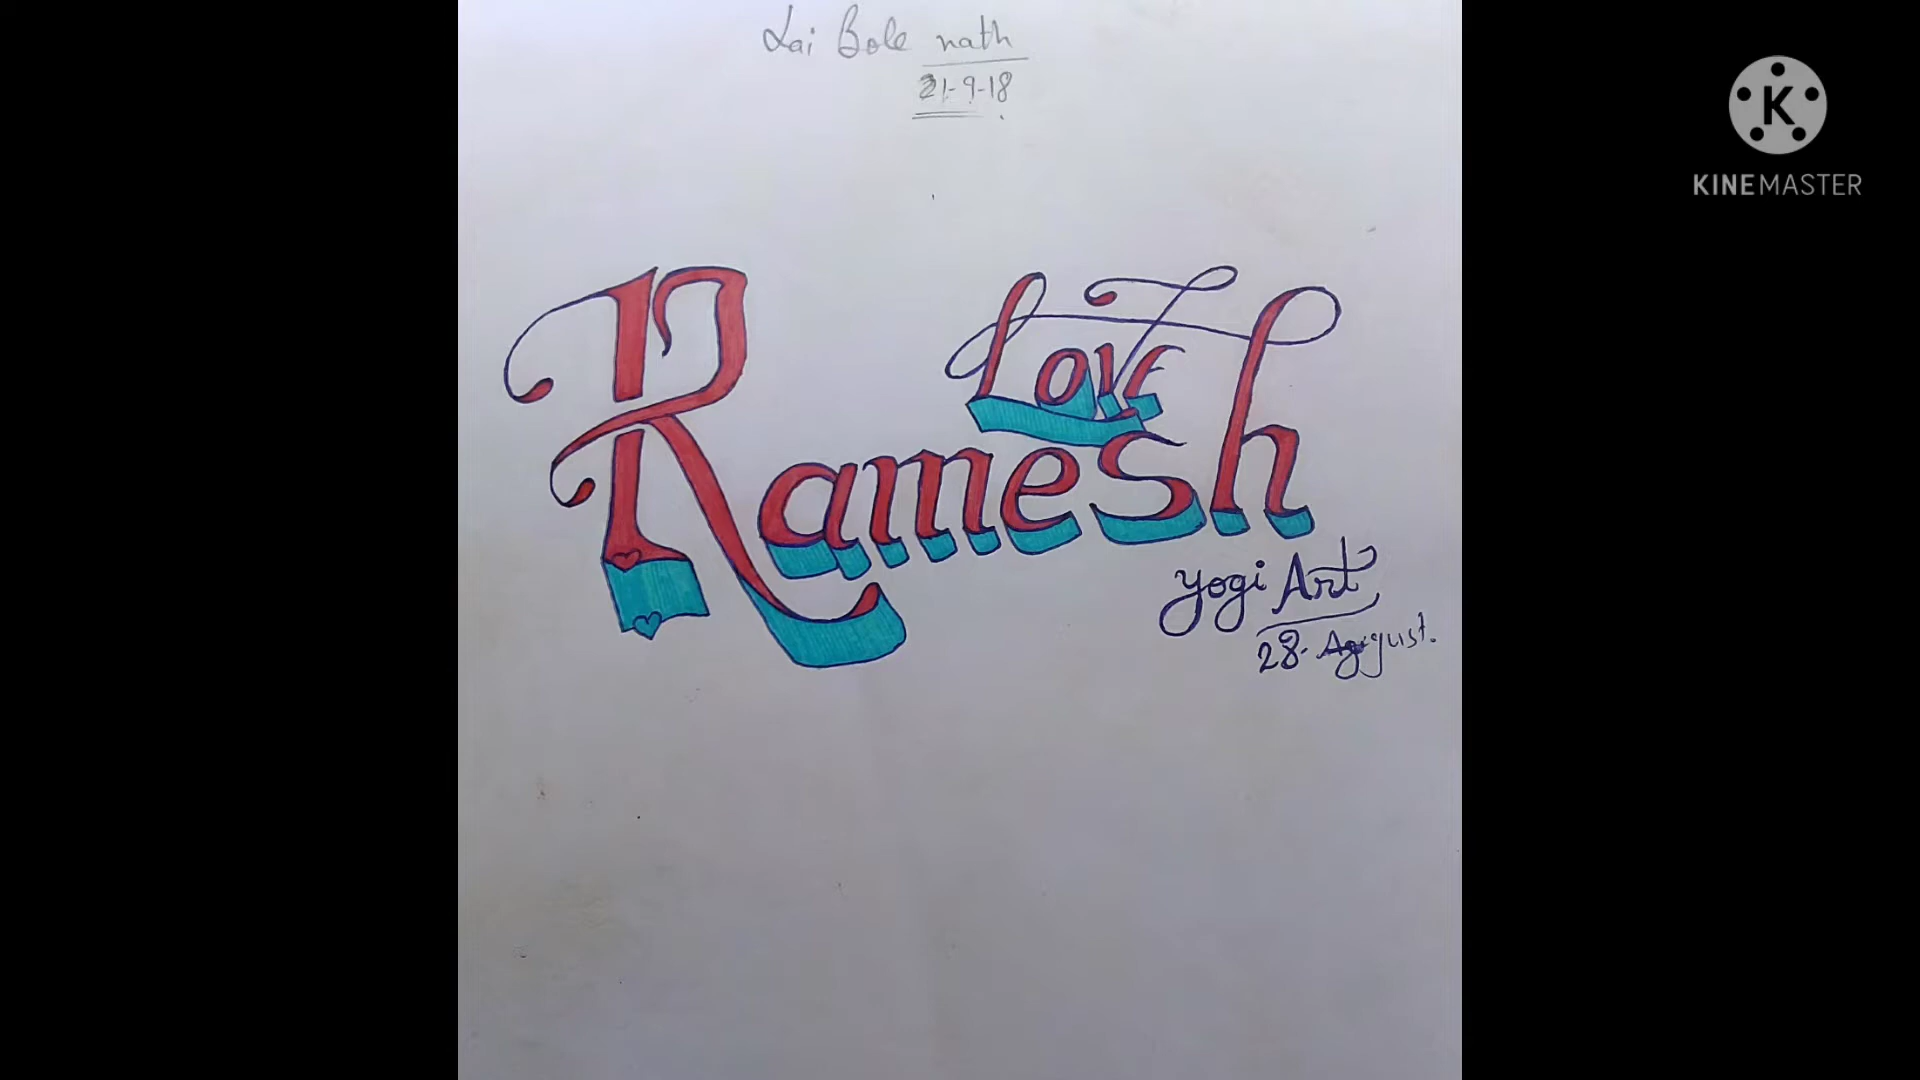 Jai Bole nath
21-9-18
KINEMASTER
Love
Ramesh
Yogi Art
28-August.